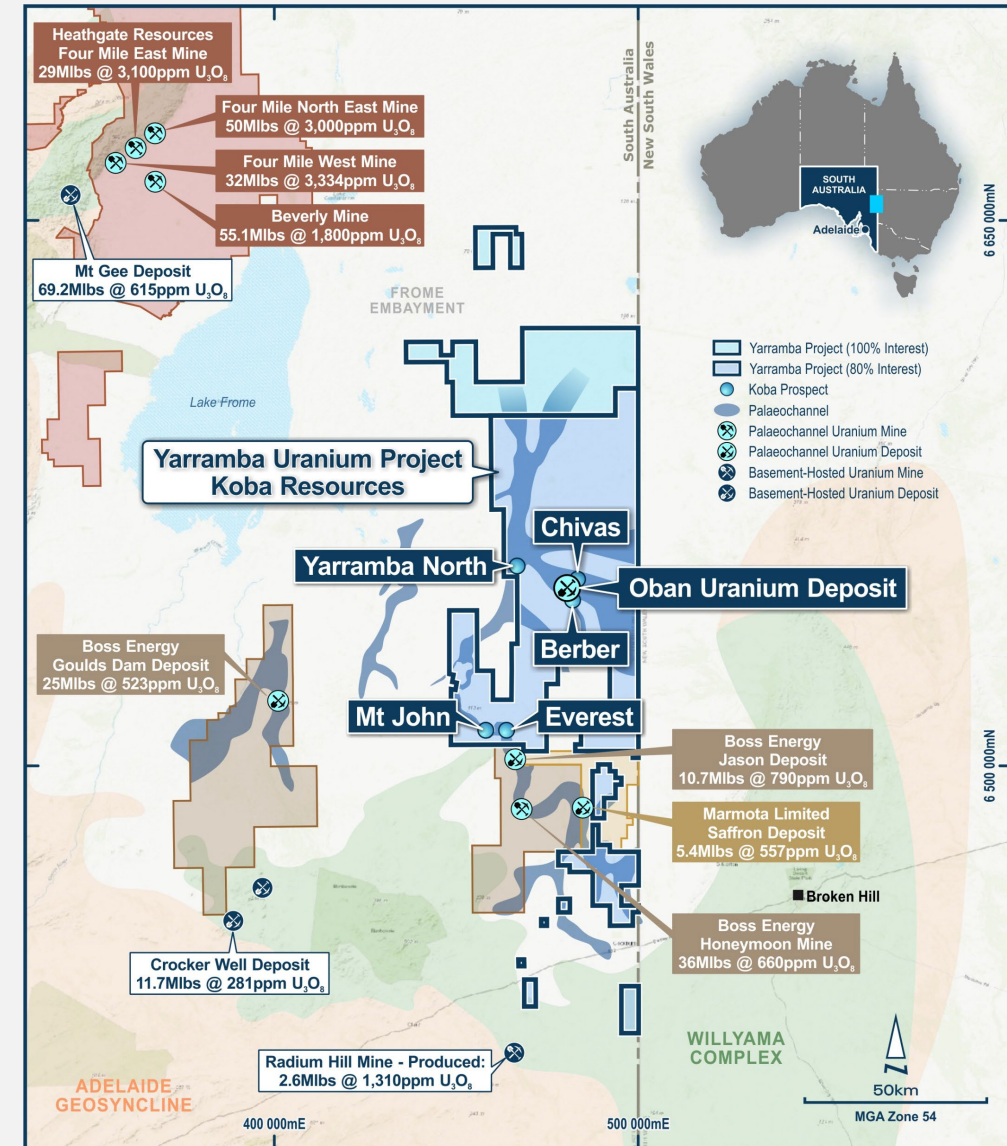 Heathgate Resources
Four Mile East Mine
29Mlbs @ 3,100ppm U₃O₈
Four Mile North East Mine
50Mlbs @ 3,000ppm U₃O₈
Four Mile West Mine
32Mlbs @ 3,334ppm U₃O₈
Beverly Mine
55.1Mlbs @ 1,800ppm U₃O₈
Mt Gee Deposit
69.2Mlbs @ 615ppm U₃O₈
South Australia
New South Wales
SOUTH
AUSTRALIA
Adelaide
6 650 000mN
FROME
EMBAYMENT
Lake Frome
Yarramba Project (100% Interest)
Yarramba Project (80% Interest)
Koba Prospect
Palaeochannel
Palaeochannel Uranium Mine
Palaeochannel Uranium Deposit
Basement-Hosted Uranium Mine
Basement-Hosted Uranium Deposit
Yarramba Uranium Project
Koba Resources
Chivas
Yarramba North
Oban Uranium Deposit
Berber
Boss Energy
Goulds Dam Deposit
25Mlbs @ 523ppm U₃O₈
Mt John
Everest
Boss Energy
Jason Deposit
10.7Mlbs @ 790ppm U₃O₈
6 500 000mN
Marmota Limited
Saffron Deposit
5.4Mlbs @ 557ppm U₃O₈
Broken Hill
Boss Energy
Honeymoon Mine
36Mlbs @ 660ppm U₃O₈
Crocker Well Deposit
11.7Mlbs @ 281ppm U₃O₈
Radium Hill Mine - Produced:
2.6Mlbs @ 1,310ppm U₃O₈
WILLYAMA
COMPLEX
ADELAIDE
GEOSYNCLINE
N
50km
MGA Zone 54
400 000mE
500 000mE